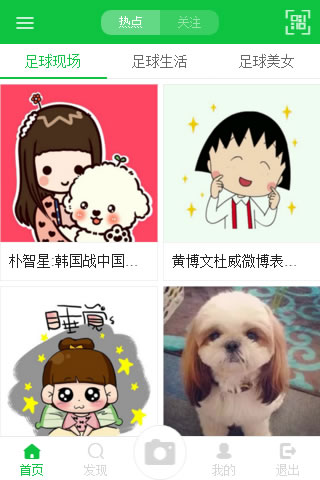 热点 关注
足球现场 足球生活 足球美女
朴智星:韩国战中国... 黄博文杜威微博表...
睡觉s
首页 发现 我的 退出